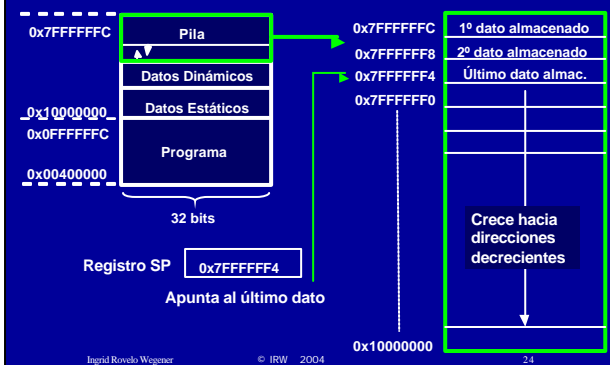 0x7FFFFFFC
Pila
Datos Dinámicos
0x10000000
Datos Estáticos
0x0FFFFFFC
Programa
0x00400000
32 bits
Registro SP
0x7FFFFFF4
Apunta al último dato
0x7FFFFFFC
1º dato almacenado
0x7FFFFFF8
2º dato almacenado
0x7FFFFFF4
Último dato almac.
0x7FFFFFF0
Crece hacia
direcciones
decrecientes
0x10000000
Ingrid Rovelo Wegener © IRW 2004 24